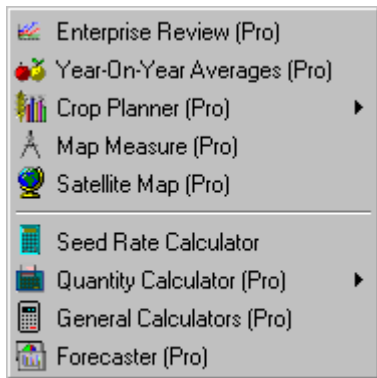 Enterprise Review (Pro)
Year-On-Year Averages (Pro)
Crop Planner (Pro)
Map Measure (Pro)
Satellite Map (Pro)
Seed Rate Calculator
Quantity Calculator (Pro)
General Calculators (Pro)
Forecaster (Pro)